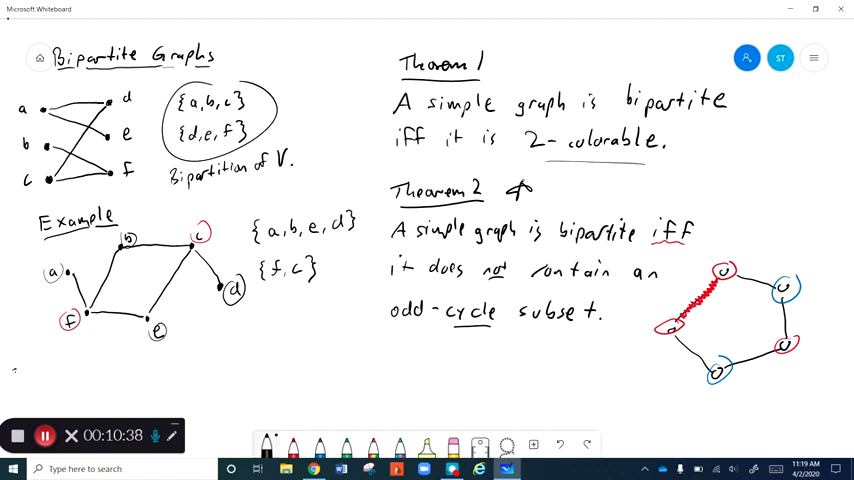 Microsoft Whiteboard
Bipartite Graphs
a
b
c
d
e
f
{a,b,c}
{d,e,f}
Bipartition of V.
Example
a
b
c
d
e
f
{a,b,e,d}
{f,c}
Theorem 1
A simple graph is bipartite
iff it is 2-colorable.
Theorem 2
A simple graph is bipartite iff
it does not contain an
odd-cycle subset.
ST
00:10:38
Type here to search
11:19 AM
4/2/2020